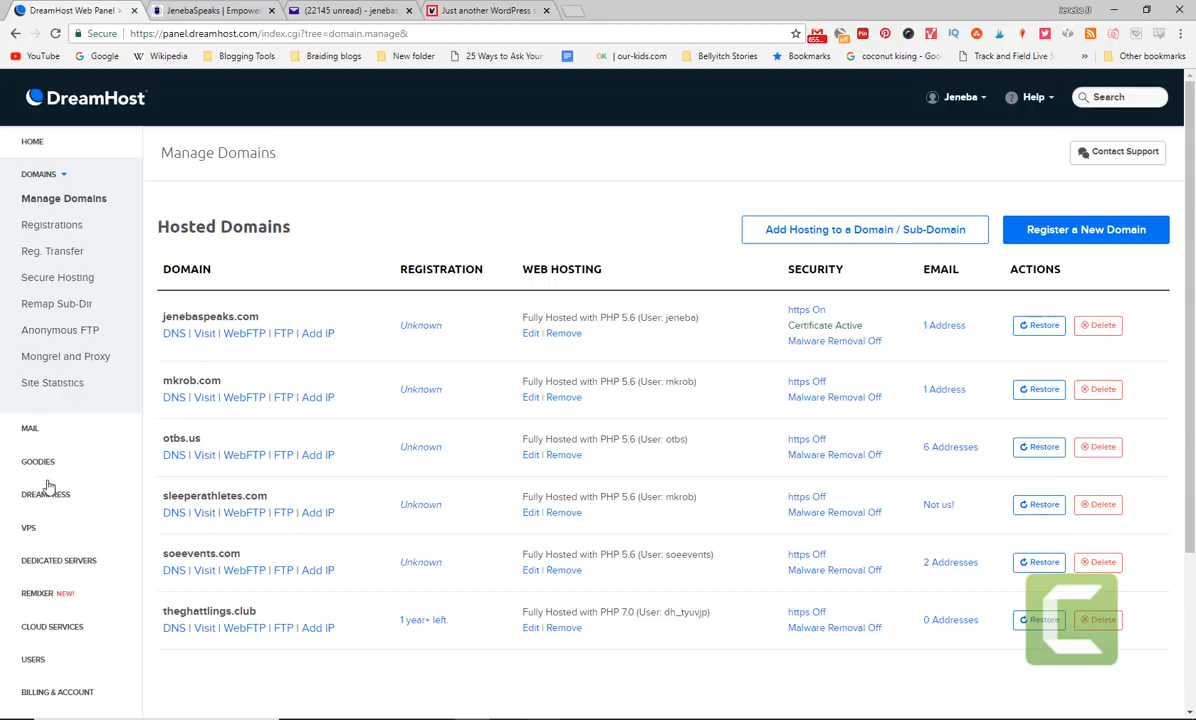 DreamHost Web Panel >
JenebaSpeaks | Empower
(22145 unread) - jenebas
Just another WordPress s
Jeneba JJ
Secure
https://panel.dreamhost.com/index.cgi?tree=domain.manage&
YouTube
Google
Wikipedia
Blogging Tools
Braiding blogs
New folder
25 Ways to Ask Your
OK | our-kids.com
Bellyitch Stories
Bookmarks
coconut kising - Goo
Track and Field Live S
Other bookmarks
DreamHost
Jeneba
Help
Search
HOME
DOMAINS
Manage Domains
Registrations
Reg. Transfer
Secure Hosting
Remap Sub-Dir
Anonymous FTP
Mongrel and Proxy
Site Statistics
MAIL
GOODIES
DREAMPRESS
VPS
DEDICATED SERVERS
REMIXER NEW!
CLOUD SERVICES
USERS
BILLING & ACCOUNT
Manage Domains
Contact Support
Hosted Domains
Add Hosting to a Domain / Sub-Domain
Register a New Domain
DOMAIN REGISTRATION WEB HOSTING SECURITY EMAIL ACTIONS
jenebaspeaks.com
DNS | Visit | WebFTP | FTP | Add IP
Unknown
Fully Hosted with PHP 5.6 (User: jeneba)
Edit | Remove
https On
Certificate Active
Malware Removal Off
1 Address
Restore
Delete
mkrob.com
DNS | Visit | WebFTP | FTP | Add IP
Unknown
Fully Hosted with PHP 5.6 (User: mkrob)
Edit | Remove
https Off
Malware Removal Off
1 Address
Restore
Delete
otbs.us
DNS | Visit | WebFTP | FTP | Add IP
Unknown
Fully Hosted with PHP 5.6 (User: otbs)
Edit | Remove
https Off
Malware Removal Off
6 Addresses
Restore
Delete
sleeperathletes.com
DNS | Visit | WebFTP | FTP | Add IP
Unknown
Fully Hosted with PHP 5.6 (User: mkrob)
Edit | Remove
https Off
Malware Removal Off
Not us!
Restore
Delete
soeevents.com
DNS | Visit | WebFTP | FTP | Add IP
Unknown
Fully Hosted with PHP 5.6 (User: soeevents)
Edit | Remove
https Off
Malware Removal Off
2 Addresses
Restore
Delete
theghattlings.club
DNS | Visit | WebFTP | FTP | Add IP
1 year+ left.
Fully Hosted with PHP 7.0 (User: dh_tyuvjp)
Edit | Remove
https Off
Malware Removal Off
0 Addresses
Restore
Delete